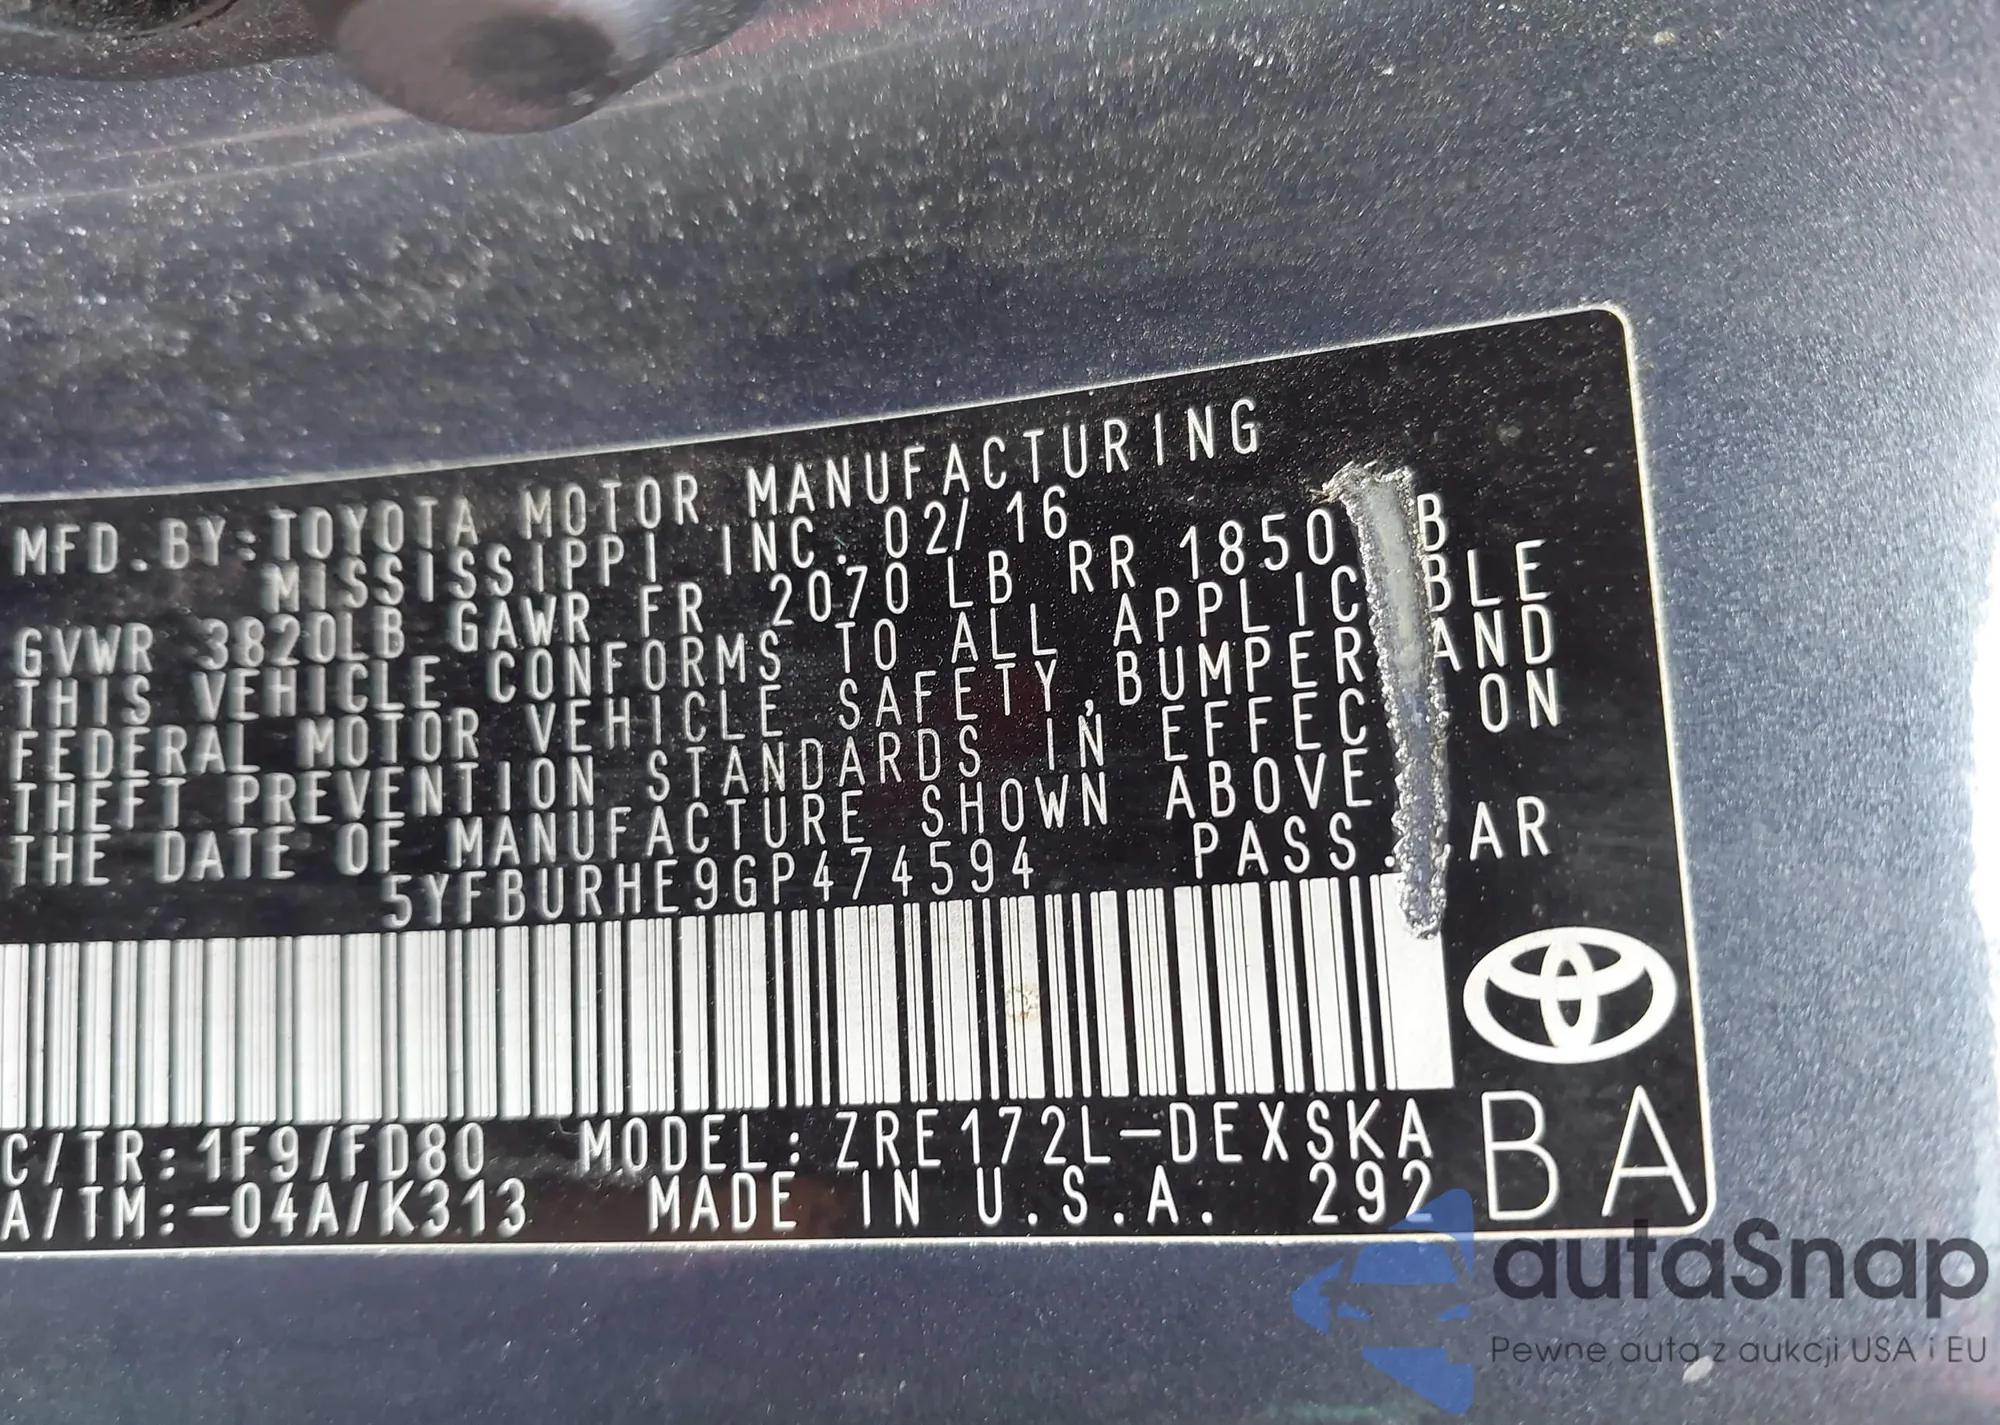 MFD. BY: TOYOTA MOTOR MANUFACTURING
MISSISSIPPI INC. 02/ 16
GVWR 3820LB GAWR FR 2070 LB RR 1850 B
THIS VEHICLE CONFORMS TO ALL APPLIC BLE
FEDERAL MOTOR VEHICLE SAFETY, BUMPER AND
THEFT PREVENTION STANDARDS IN EFFEC ON
THE DATE OF MANUFACTURE SHOWN ABOVE
5YFBURHE9GP474594 PASS. AR
C/TR: 1F9/FD80 MODEL: ZRE172L-DEXSKA
A/TM:-04A/K313 MADE IN U.S.A. 292
BA
autaSnap
Pewne auta z aukcji USA i EU